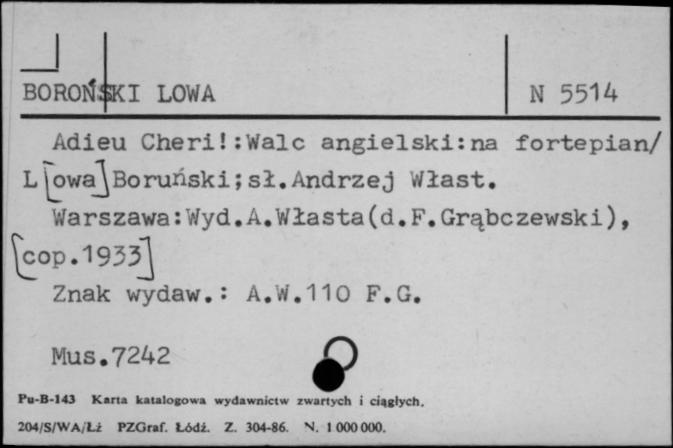 BOROŃSKI LOWA N 5514
Adieu Cheri!:Walc angielski:na fortepian/
L[owa]Boruński;sł.Andrzej Włast.
Warszawa:Wyd.A.Własta(d.F.Grąbczewski),
[cop.1933]
Znak wydaw.: A.W.110 F.G.
Mus.7242
Pu-B-143 Karta katalogowa wydawnictw zwartych i ciągłych.
204/S/WA/Łż PZGraf. Łódź. Z. 304-86. N. 1 000 000.